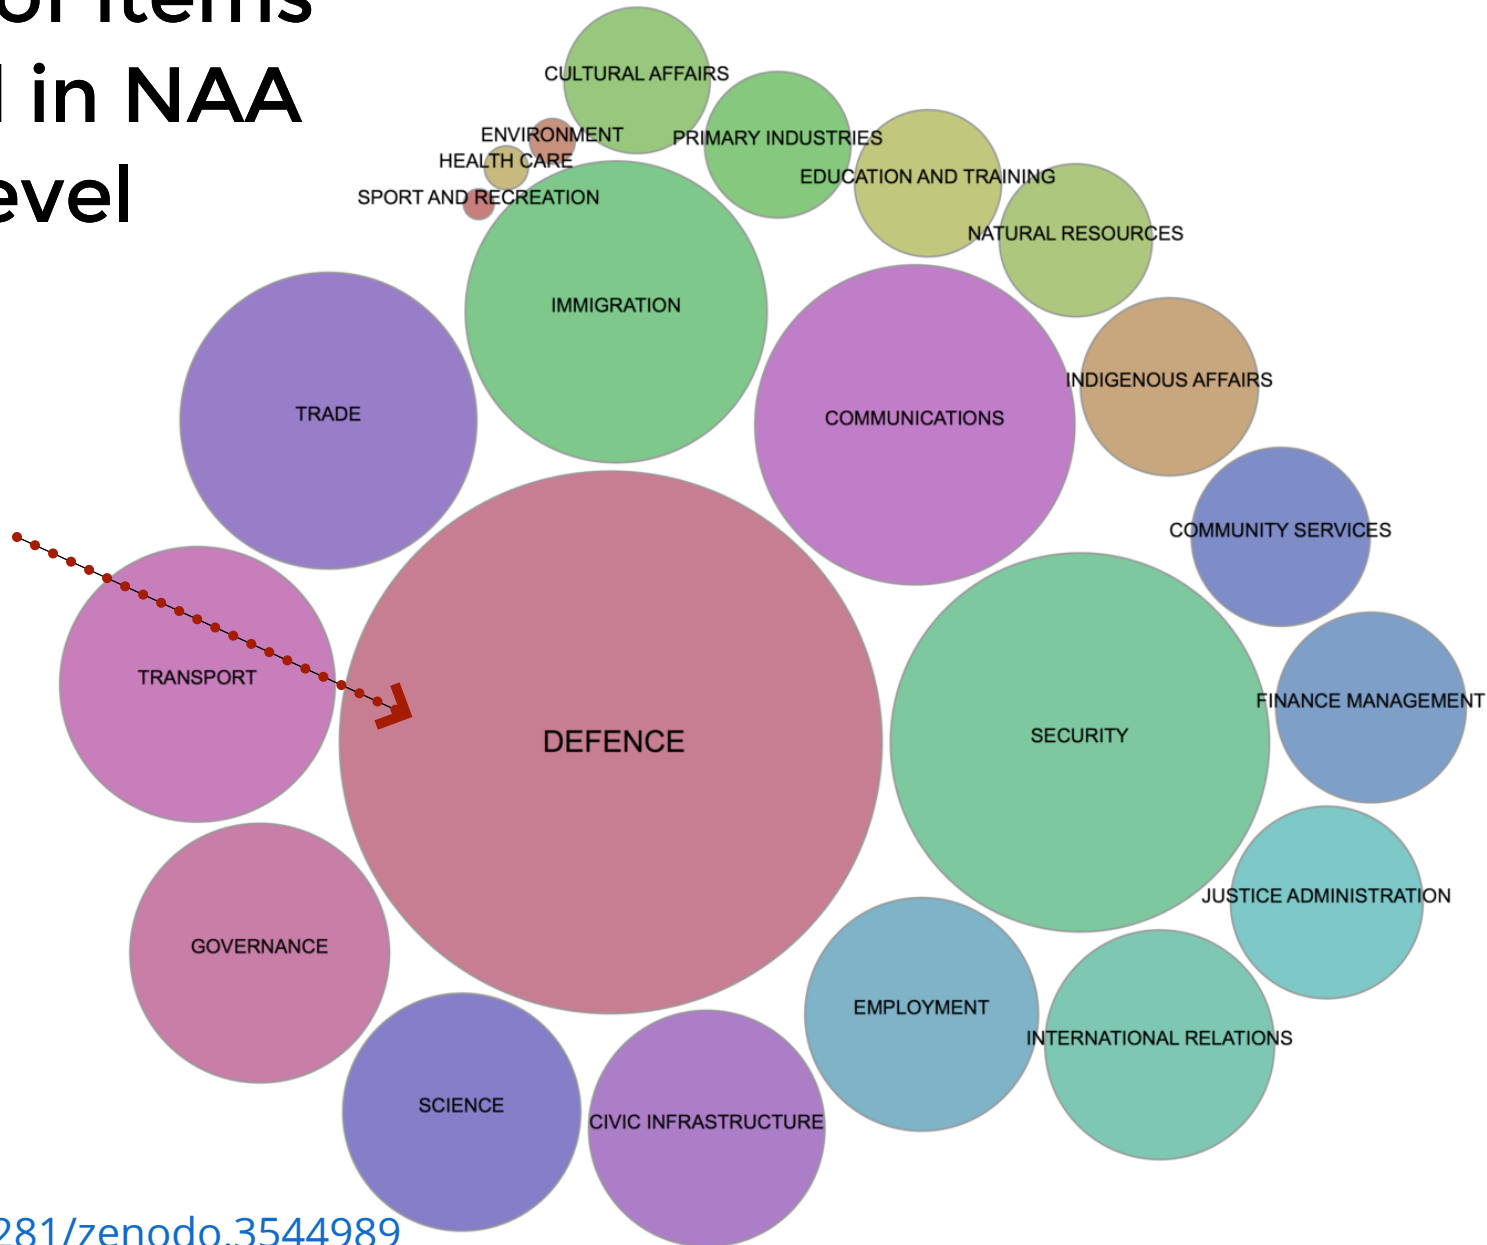 of items
in NAA
evel
CULTURAL AFFAIRS
ENVIRONMENT
PRIMARY INDUSTRIES
HEALTH CARE
EDUCATION AND TRAINING
SPORT AND RECREATION
NATURAL RESOURCES
IMMIGRATION
INDIGENOUS AFFAIRS
TRADE
COMMUNICATIONS
COMMUNITY SERVICES
TRANSPORT
FINANCE MANAGEMENT
DEFENCE
SECURITY
JUSTICE ADMINISTRATION
GOVERNANCE
EMPLOYMENT
INTERNATIONAL RELATIONS
SCIENCE
CIVIC INFRASTRUCTURE
281/zenodo.3544989